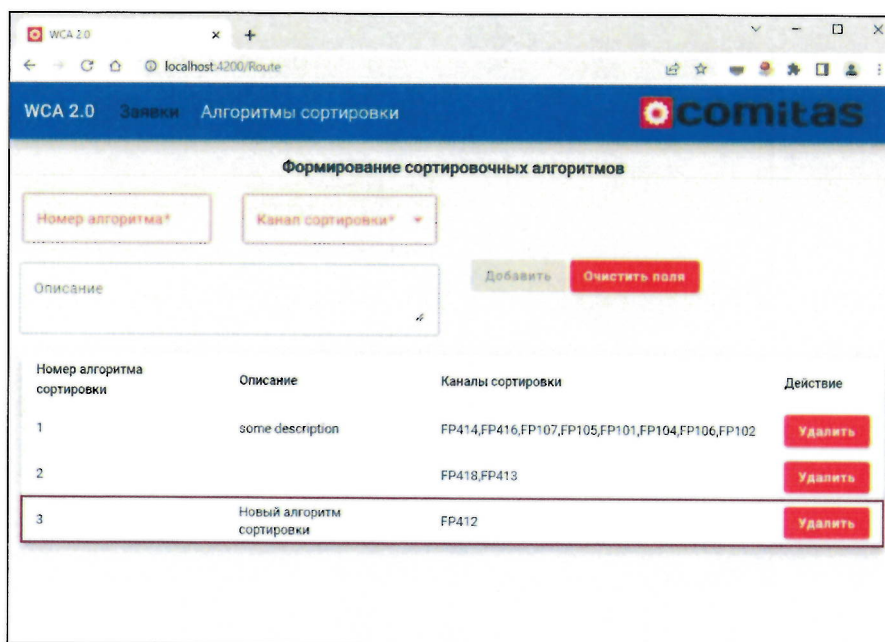 WCA 2.0
localhost:4200/Route
WCA 2.0 Заявки Алгоритмы сортировки comitas
Формирование сортировочных алгоритмов
Номер алгоритма* Канал сортировки*
Описание Добавить Очистить поля
Номер алгоритма сортировки Описание Каналы сортировки Действие
1 some description FP414,FP416,FP107,FP105,FP101,FP104,FP106,FP102 Удалить
2 FP418,FP413 Удалить
3 Новый алгоритм сортировки FP412 Удалить